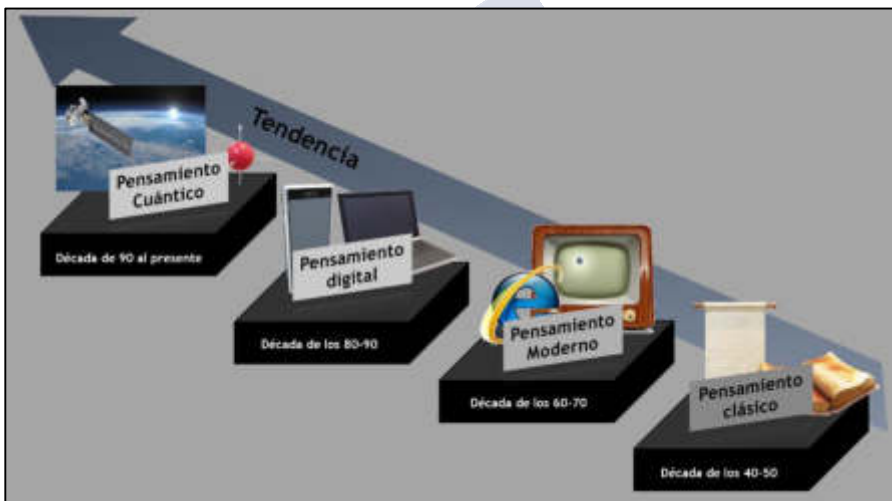 Tendencia
Pensamiento
Cuántico
Década de 90 al presente
Pensamiento
digital
Década de los 80-90
Pensamiento
Moderno
Década de los 60-70
Pensamiento
clásico
Década de los 40-50